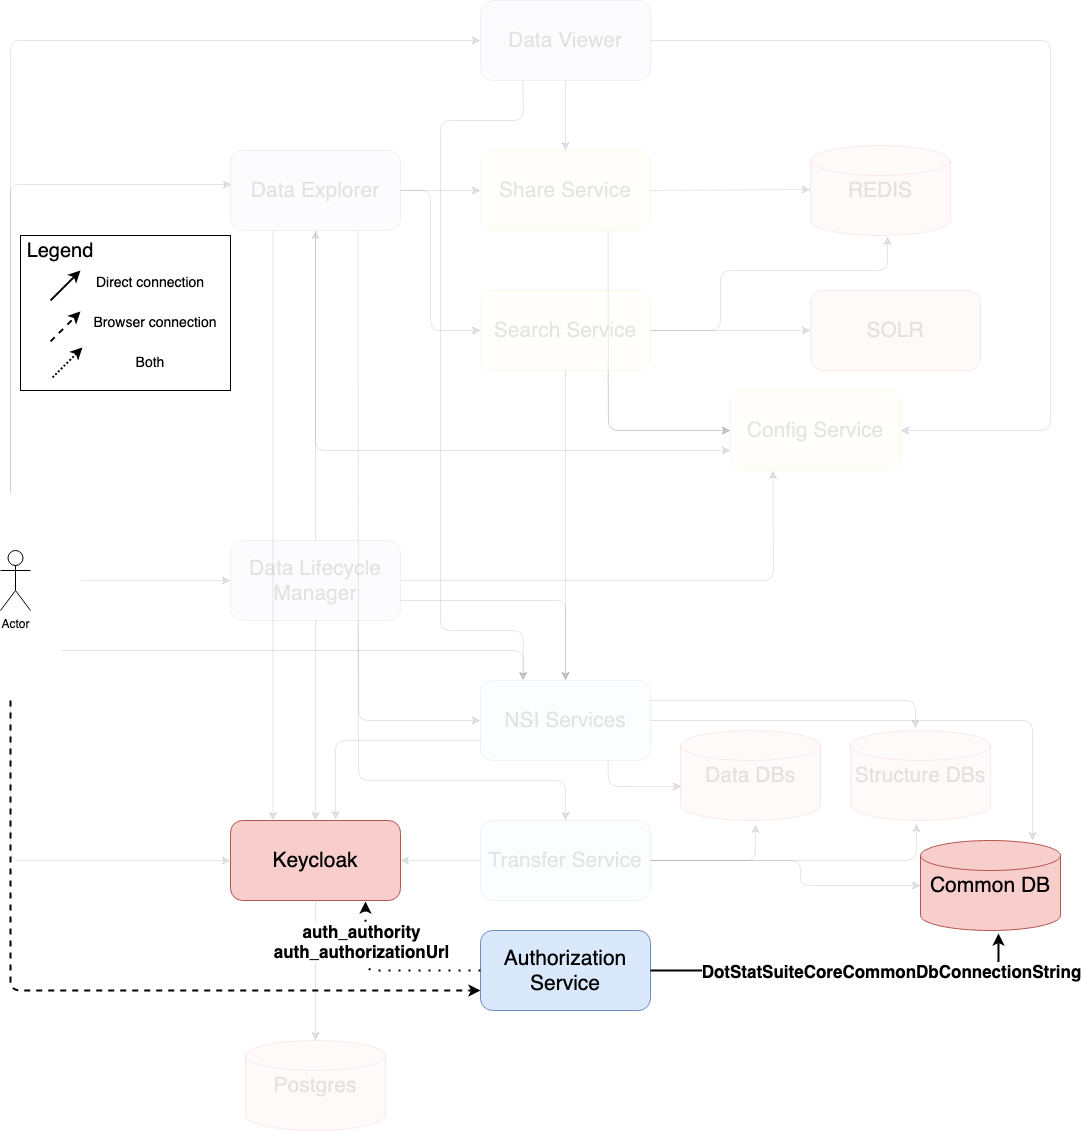 Data Viewer
Data Explorer
Share Service
REDIS
Legend
Direct connection
Browser connection
Both
Search Service
SOLR
Config Service
Data Lifecycle
Manager
Actor
NSI Services
Data DBs
Structure DBs
Keycloak
Transfer Service
Common DB
auth_authority
auth_authorizationUrl
Authorization
Service
DotStatSuiteCoreCommonDbConnectionString
Postgres